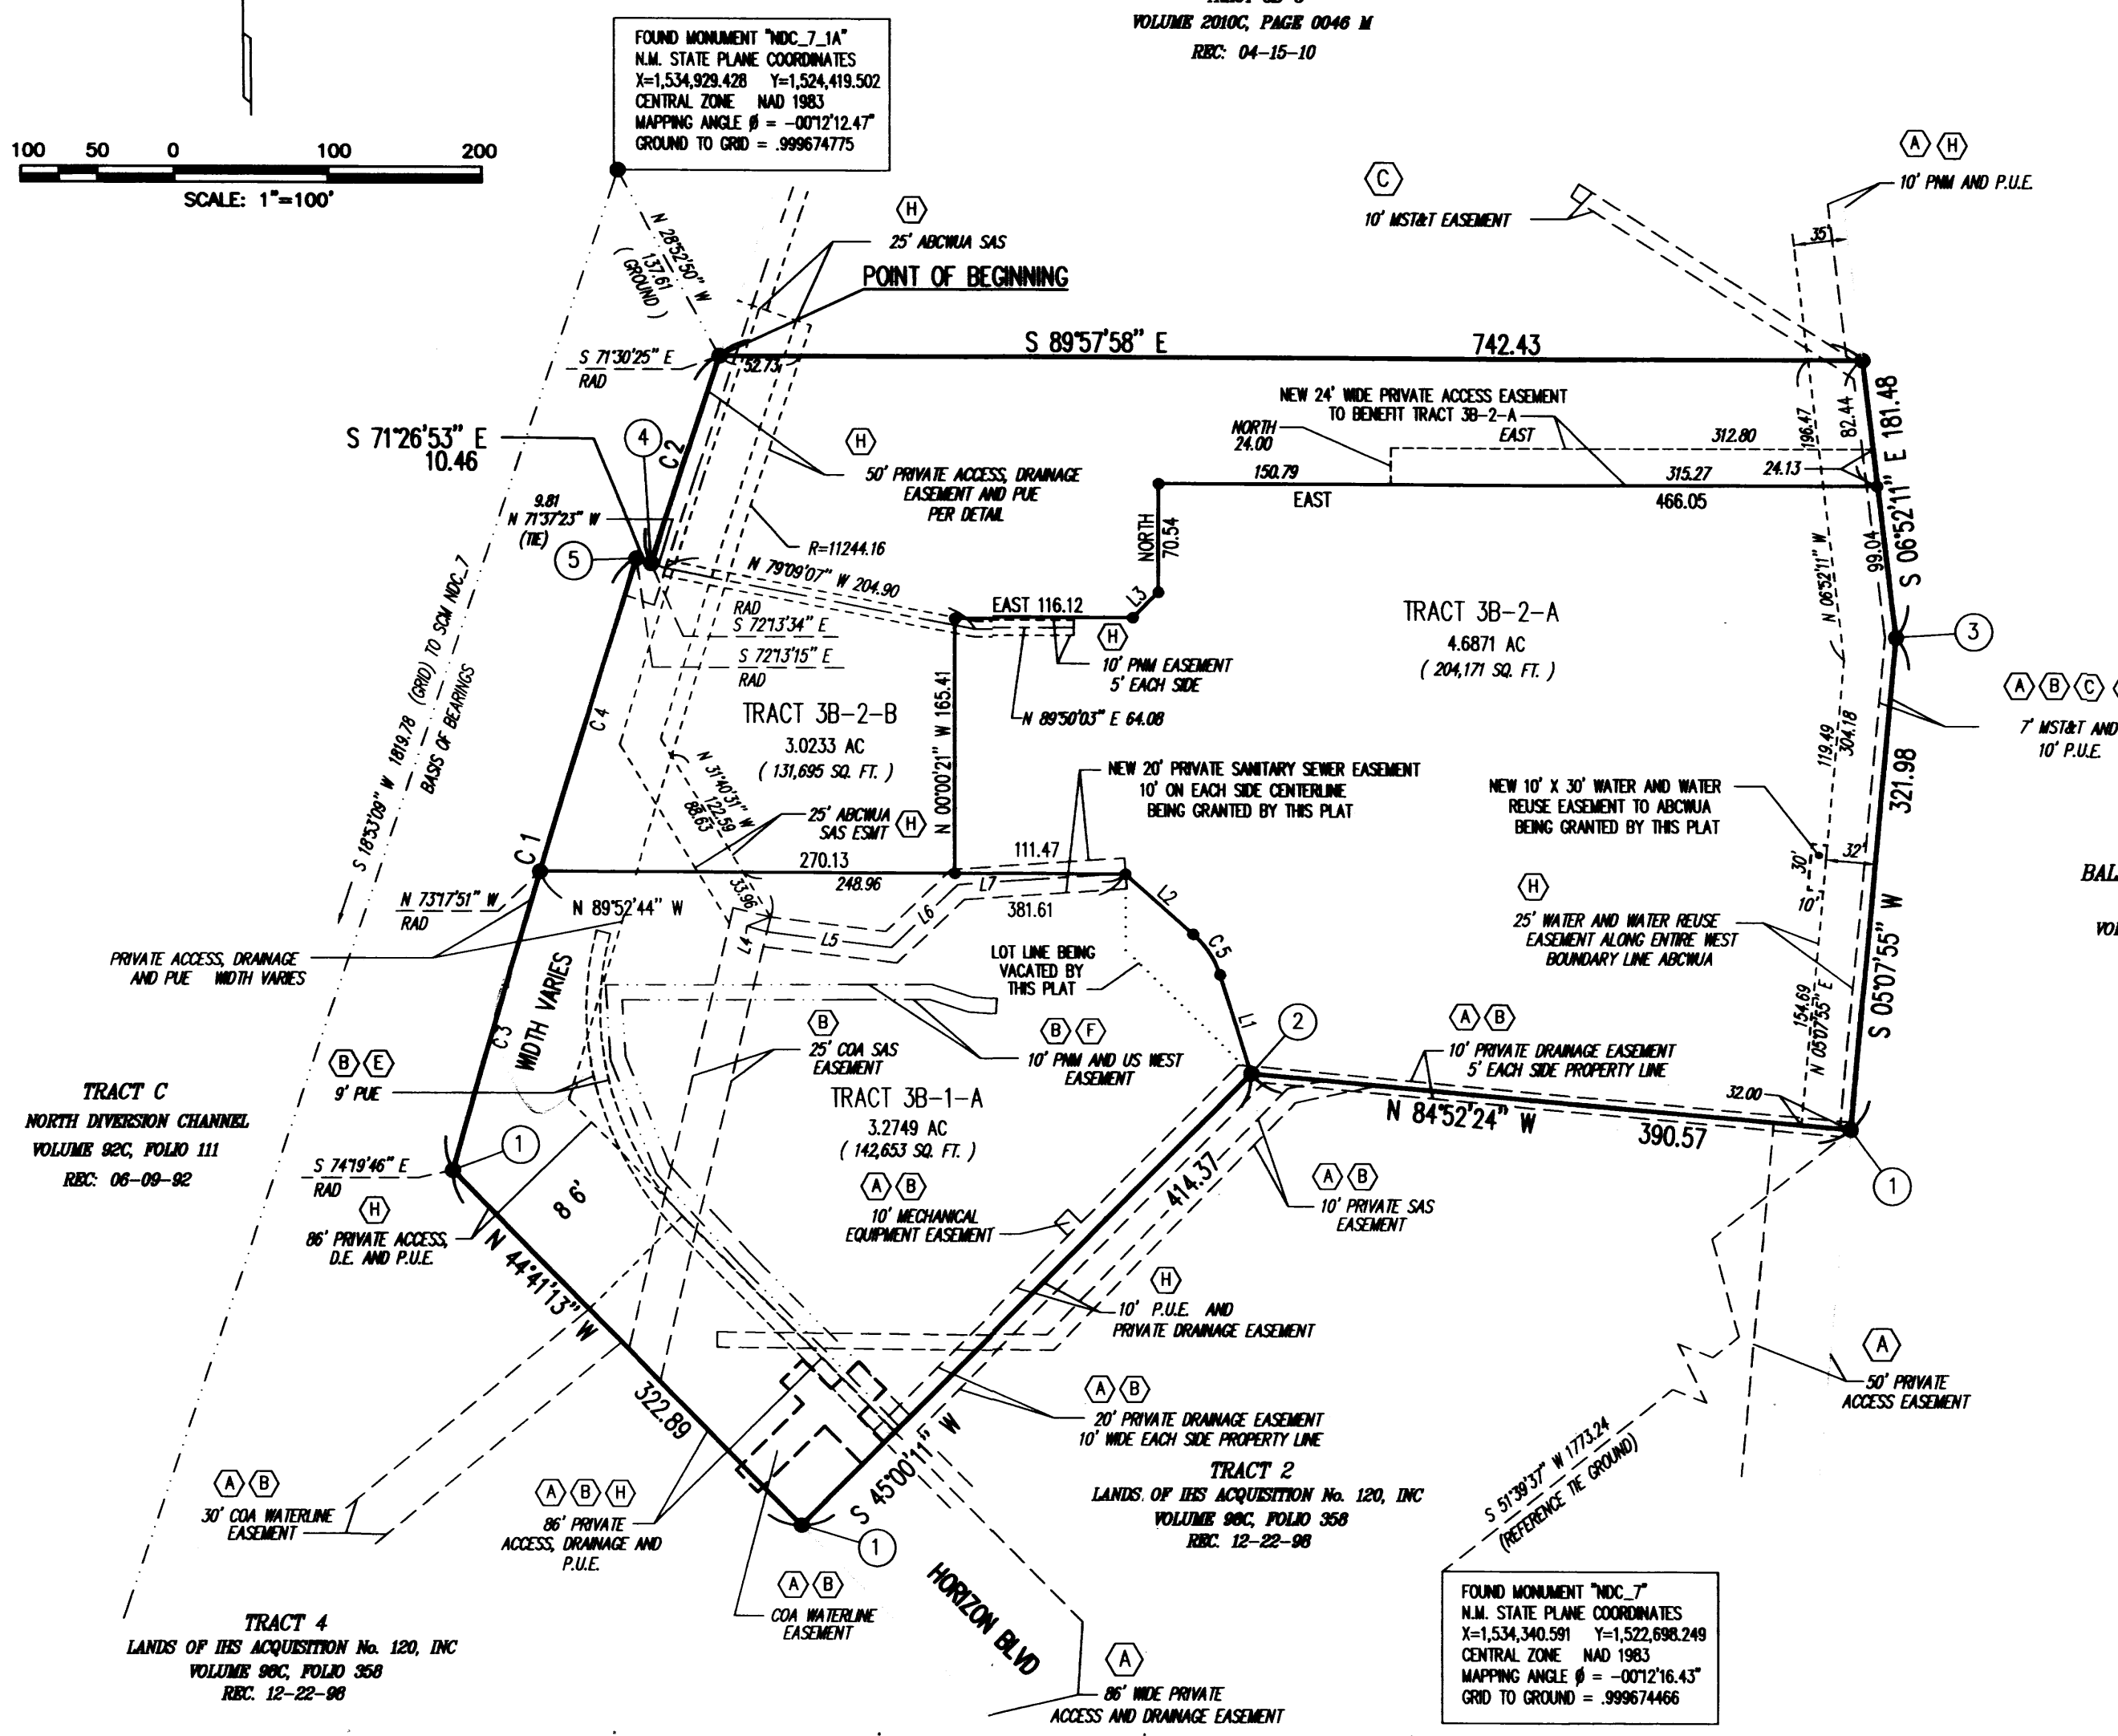 VOLUME 2010C, PAGE 0046 M
REC: 04-15-10
FOUND MONUMENT "NDC_7_1A"
N.M. STATE PLANE COORDINATES
X=1,534,929.428 Y=1,524,419.502
CENTRAL ZONE NAD 1983
MAPPING ANGLE Ø = -00°12'12.47"
GROUND TO GRID = .999674775
100 50 0 100 200
SCALE: 1"=100'
N 28°52'50" W
137.61
(GROUND)
H
25' ABCWUA SAS
POINT OF BEGINNING
C
10' MST&T EASEMENT
A H
10' PNM AND P.U.E.
35'
S 71°30'25" E
RAD
52.73
S 89°57'58" E 742.43
S 71°26'53" E
10.46
4
C2
H
50' PRIVATE ACCESS, DRAINAGE
EASEMENT AND PUE
PER DETAIL
NEW 24' WIDE PRIVATE ACCESS EASEMENT
TO BENEFIT TRACT 3B-2-A
NORTH
24.00
EAST 312.80
196.47
82.44
S 06°52'11" E 181.48
150.79
315.27
24.13
EAST
466.05
9.81
N 71°37'23" W
(TIE)
5
R=11244.16
N 79°09'07" W 204.90
NORTH
70.54
L3
EAST 116.12
99.04
N 06°52'11" W
RAD
S 72°13'34" E
S 72°13'15" E
RAD
H
10' PNM EASEMENT
5' EACH SIDE
N 89°50'03" E 64.08
TRACT 3B-2-A
4.6871 AC
( 204,171 SQ. FT. )
3
A B C
7' MST&T AND
10' P.U.E.
S 18°53'09" W 1819.78 (GRID) TO SCM NDC_7
BASIS OF BEARINGS
C4
TRACT 3B-2-B
3.0233 AC
( 131,695 SQ. FT. )
N 00°00'21" W 165.41
N 31°40'31" W
122.59
88.63
25' ABCWUA
SAS ESMT
H
NEW 20' PRIVATE SANITARY SEWER EASEMENT
10' ON EACH SIDE CENTERLINE
BEING GRANTED BY THIS PLAT
119.49
304.18
321.98
NEW 10' X 30' WATER AND WATER
REUSE EASEMENT TO ABCWUA
BEING GRANTED BY THIS PLAT
30'
32'
10'
C1
270.13
248.96
111.47
L7
381.61
L2
33.96
N 73°17'51" W
RAD
N 89°52'44" W
L4
L5
L6
C5
H
25' WATER AND WATER REUSE
EASEMENT ALONG ENTIRE WEST
BOUNDARY LINE ABCWUA
S 05°07'55" W
BAL
VOL
PRIVATE ACCESS, DRAINAGE
AND PUE WIDTH VARIES
WIDTH VARIES
LOT LINE BEING
VACATED BY
THIS PLAT
L1
154.69
N 05°07'55" E
C3
B
25' COA SAS
EASEMENT
B F
10' PNM AND US WEST
EASEMENT
2
A B
10' PRIVATE DRAINAGE EASEMENT
5' EACH SIDE PROPERTY LINE
32.00
N 84°52'24" W 390.57
1
B E
9' PUE
TRACT C
NORTH DIVERSION CHANNEL
VOLUME 92C, FOLIO 111
REC: 06-09-92
TRACT 3B-1-A
3.2749 AC
( 142,653 SQ. FT. )
S 74°19'46" E
RAD
1
H
86' PRIVATE ACCESS,
D.E. AND P.U.E.
86'
A B
10' MECHANICAL
EQUIPMENT EASEMENT
414.37
A B
10' PRIVATE SAS
EASEMENT
N 44°41'13" W
322.89
H
10' P.U.E. AND
PRIVATE DRAINAGE EASEMENT
A
50' PRIVATE
ACCESS EASEMENT
A B
20' PRIVATE DRAINAGE EASEMENT
10' WIDE EACH SIDE PROPERTY LINE
S 45°00'11" W
TRACT 2
LANDS OF IHS ACQUISITION No. 120, INC
VOLUME 98C, FOLIO 358
REC. 12-22-98
S 51°39'37" W 1773.24
(REFERENCE TIE GROUND)
A B
30' COA WATERLINE
EASEMENT
A B H
86' PRIVATE
ACCESS, DRAINAGE AND
P.U.E.
1
A B
COA WATERLINE
EASEMENT
HORIZON BLVD
TRACT 4
LANDS OF IHS ACQUISITION No. 120, INC
VOLUME 98C, FOLIO 358
REC. 12-22-98
A
86' WIDE PRIVATE
ACCESS AND DRAINAGE EASEMENT
FOUND MONUMENT "NDC_7"
N.M. STATE PLANE COORDINATES
X=1,534,340.591 Y=1,522,698.249
CENTRAL ZONE NAD 1983
MAPPING ANGLE Ø = -00°12'16.43"
GRID TO GROUND = .999674466